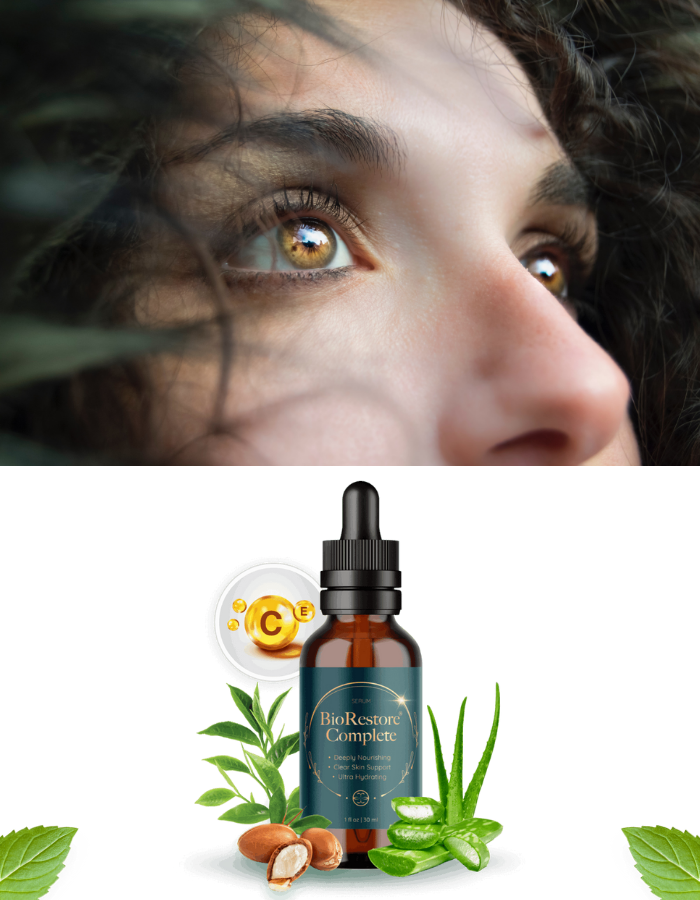 C
E
SERUM
BioRestore®
Complete
• Deeply Nourishing
• Clear Skin Support
• Ultra Hydrating
1 fl oz | 30 ml